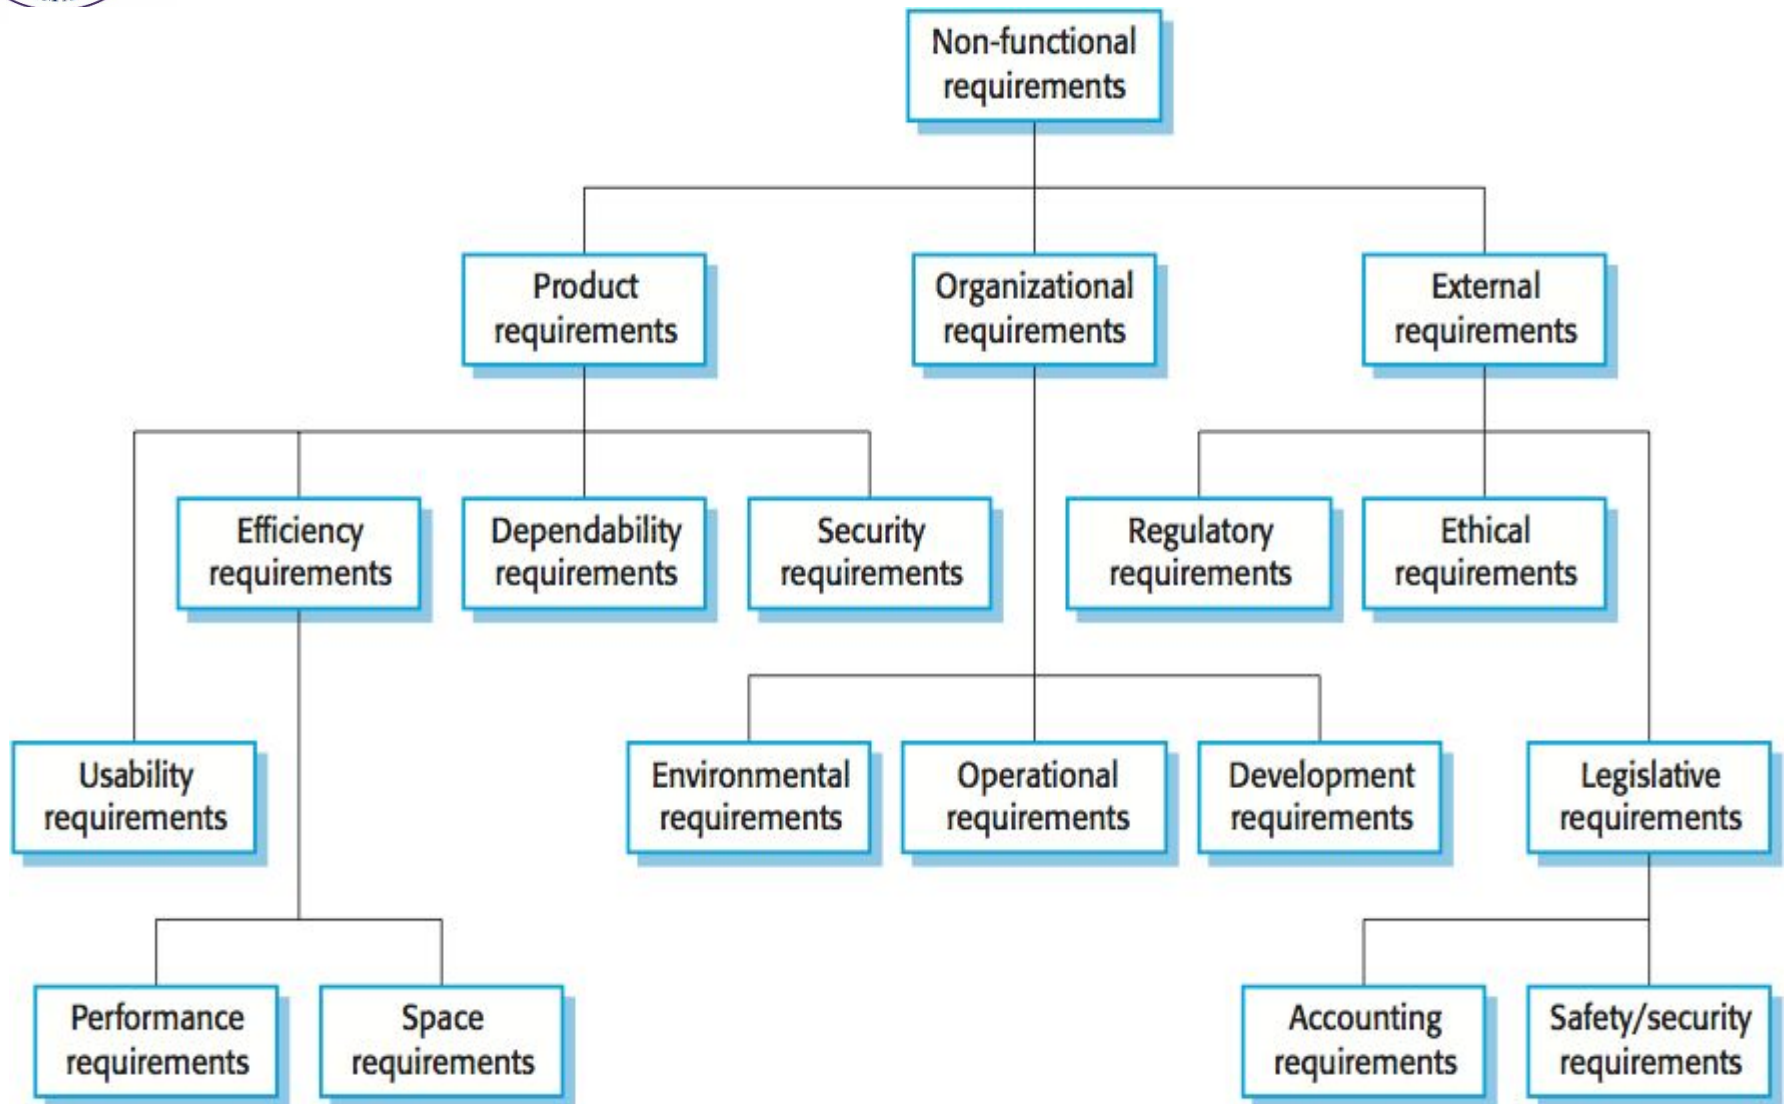 Non-functional
requirements
Product
requirements
Organizational
requirements
External
requirements
Efficiency
requirements
Dependability
requirements
Security
requirements
Regulatory
requirements
Ethical
requirements
Usability
requirements
Environmental
requirements
Operational
requirements
Development
requirements
Legislative
requirements
Performance
requirements
Space
requirements
Accounting
requirements
Safety/security
requirements